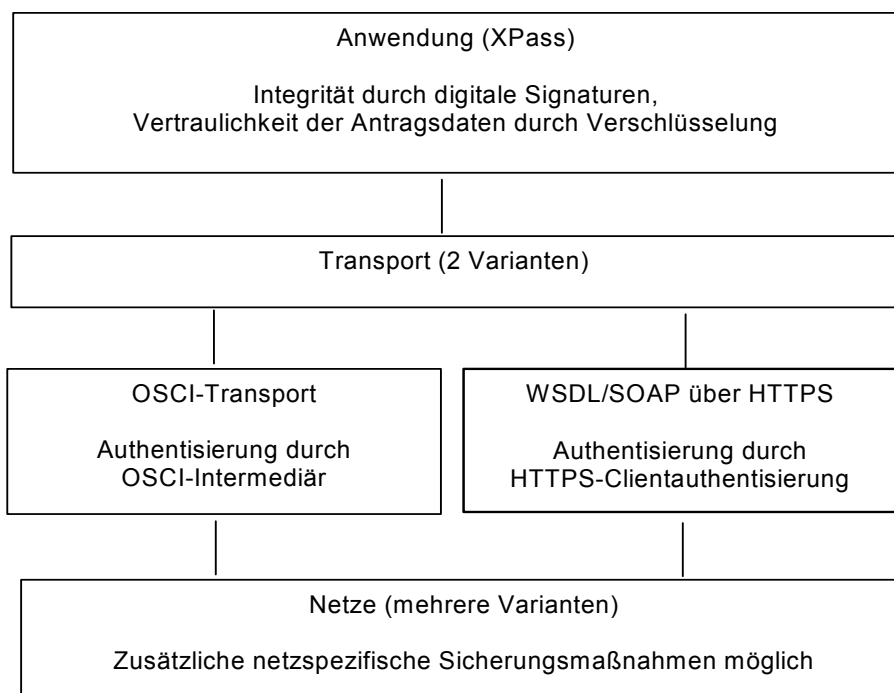 Anwendung (XPass)
Integrität durch digitale Signaturen,
Vertraulichkeit der Antragsdaten durch Verschlüsselung
Transport (2 Varianten)
OSCI-Transport
Authentisierung durch
OSCI-Intermediär
WSDL/SOAP über HTTPS
Authentisierung durch
HTTPS-Clientauthentisierung
Netze (mehrere Varianten)
Zusätzliche netzspezifische Sicherungsmaßnahmen möglich